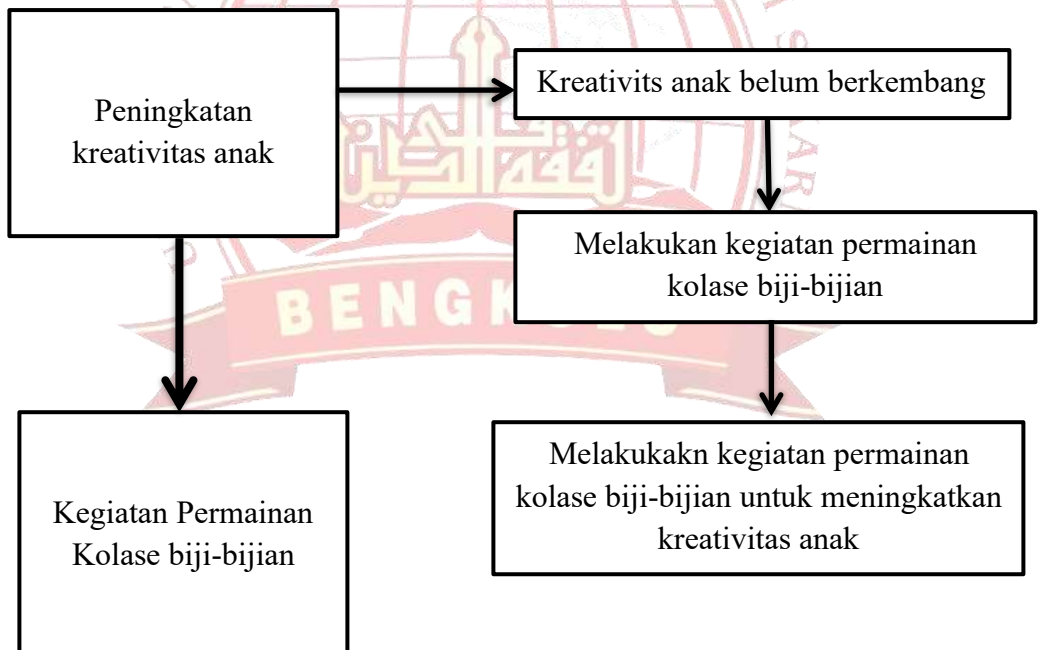 Peningkatan
kreativitas anak
Kreativits anak belum berkembang
Melakukan kegiatan permainan
kolase biji-bijian
Kegiatan Permainan
Kolase biji-bijian
Melakukakn kegiatan permainan
kolase biji-bijian untuk meningkatkan
kreativitas anak